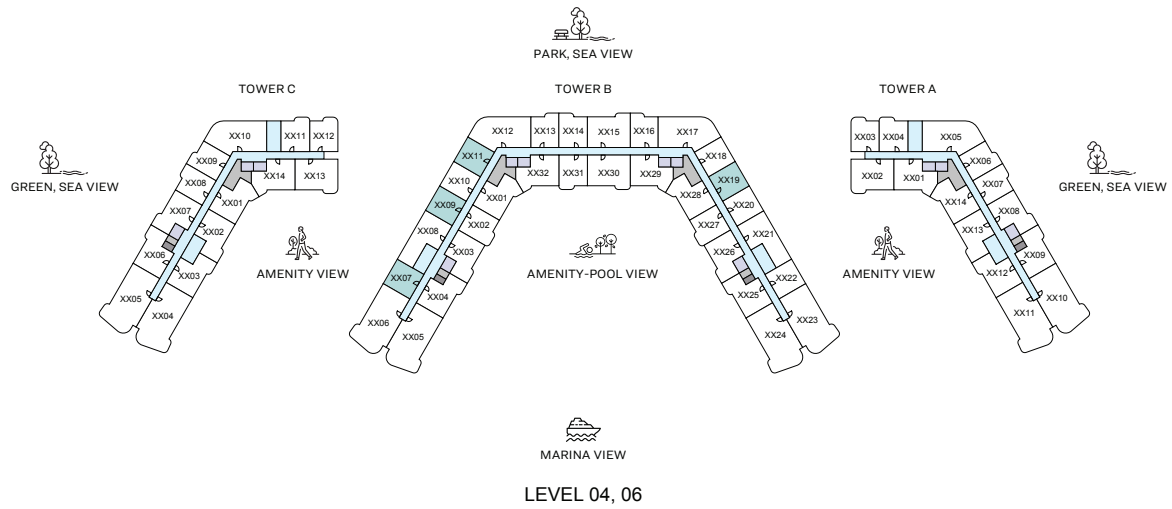 PARK, SEA VIEW
TOWER C
TOWER B
TOWER A
GREEN, SEA VIEW
GREEN, SEA VIEW
XX10
XX11
XX12
XX09
XX08
XX14
XX13
XX07
XX01
XX06
XX02
XX03
XX05
XX04
XX12
XX13
XX14
XX15
XX16
XX17
XX11
XX18
XX10
XX32
XX31
XX30
XX29
XX19
XX09
XX01
XX28
XX20
XX08
XX02
XX27
XX21
XX07
XX03
XX26
XX22
XX04
XX25
XX06
XX05
XX24
XX23
XX03
XX04
XX05
XX02
XX01
XX06
XX14
XX07
XX13
XX08
XX12
XX09
XX11
XX10
AMENITY VIEW
AMENITY-POOL VIEW
AMENITY VIEW
MARINA VIEW
LEVEL 04, 06